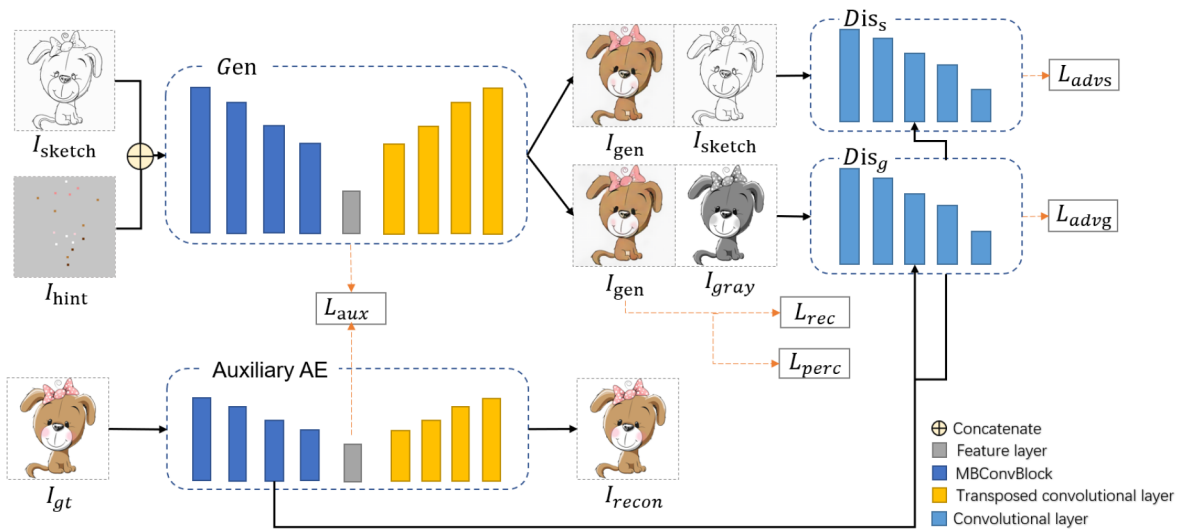 Gen
Dis_s
L_advs
I_sketch
I_gen
I_sketch
Dis_g
L_advg
I_hint
I_gen
I_gray
L_aux
L_rec
L_perc
Auxiliary AE
I_gt
I_recon
Concatenate
Feature layer
MBConvBlock
Transposed convolutional layer
Convolutional layer